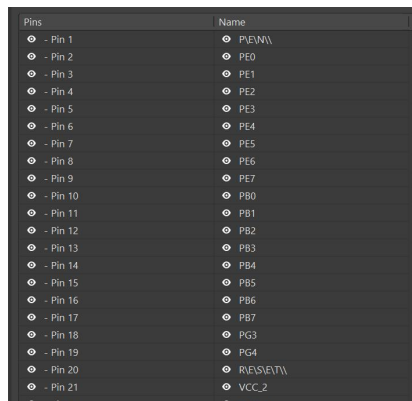 Pins Name
- Pin 1 P\E\N\\
- Pin 2 PE0
- Pin 3 PE1
- Pin 4 PE2
- Pin 5 PE3
- Pin 6 PE4
- Pin 7 PE5
- Pin 8 PE6
- Pin 9 PE7
- Pin 10 PB0
- Pin 11 PB1
- Pin 12 PB2
- Pin 13 PB3
- Pin 14 PB4
- Pin 15 PB5
- Pin 16 PB6
- Pin 17 PB7
- Pin 18 PG3
- Pin 19 PG4
- Pin 20 R\E\S\E\T\\
- Pin 21 VCC_2